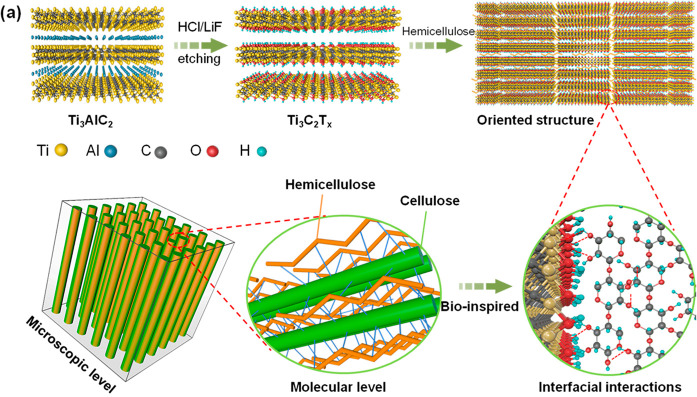 (a)
HCl/LiF
etching
Hemicellulose
Ti₃AlC₂
Ti₃C₂Tₓ
Oriented structure
Ti Al C O H
Hemicellulose
Cellulose
Bio-inspired
Microscopic level
Molecular level
Interfacial interactions